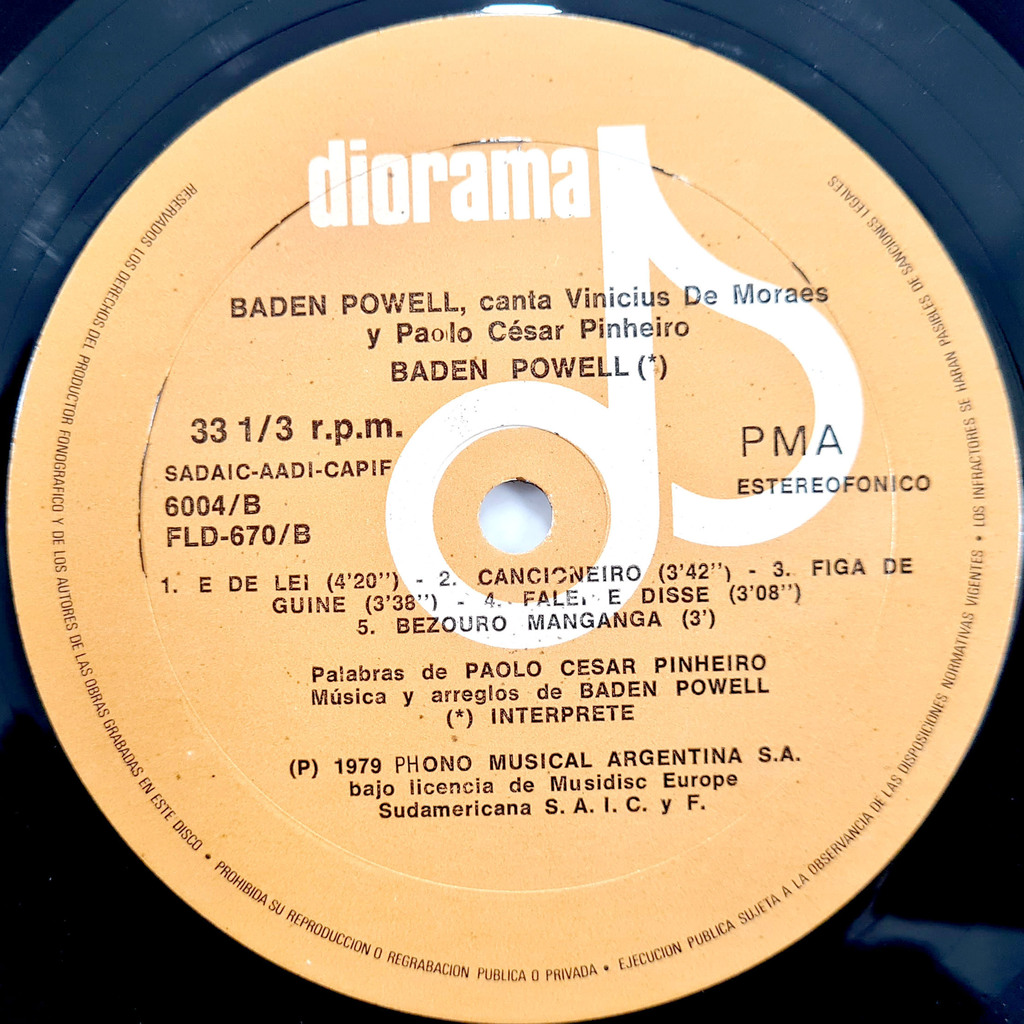 diorama
BADEN POWELL, canta Vinicius De Moraes
y Paolo César Pinheiro
BADEN POWELL (*)
33 1/3 r.p.m.
SADAIC-AADI-CAPIF
6004/B
FLD-670/B
PMA
ESTEREOFONICO
1. E DE LEI (4'20'') - 2. CANCIONEIRO (3'42'') - 3. FIGA DE
GUINE (3'38'') - 4. FALEI E DISSE (3'08'')
5. BEZOURO MANGANGA (3')
Palabras de PAOLO CESAR PINHEIRO
Música y arreglos de BADEN POWELL
(*) INTERPRETE
(P) 1979 PHONO MUSICAL ARGENTINA S.A.
bajo licencia de Musidisc Europe
Sudamericana S. A. I. C. y F.
RESERVADOS LOS DERECHOS DEL PRODUCTOR FONOGRAFICO Y DE LOS AUTORES DE LAS OBRAS GRABADAS EN ESTE DISCO • PROHIBIDA SU REPRODUCCION O REGRABACION PUBLICA O PRIVADA • EJECUCION PUBLICA SUJETA A LA OBSERVANCIA DE LAS DISPOSICIONES NORMATIVAS VIGENTES • LOS INFRACTORES SE HARAN PASIBLES DE SANCIONES LEGALES